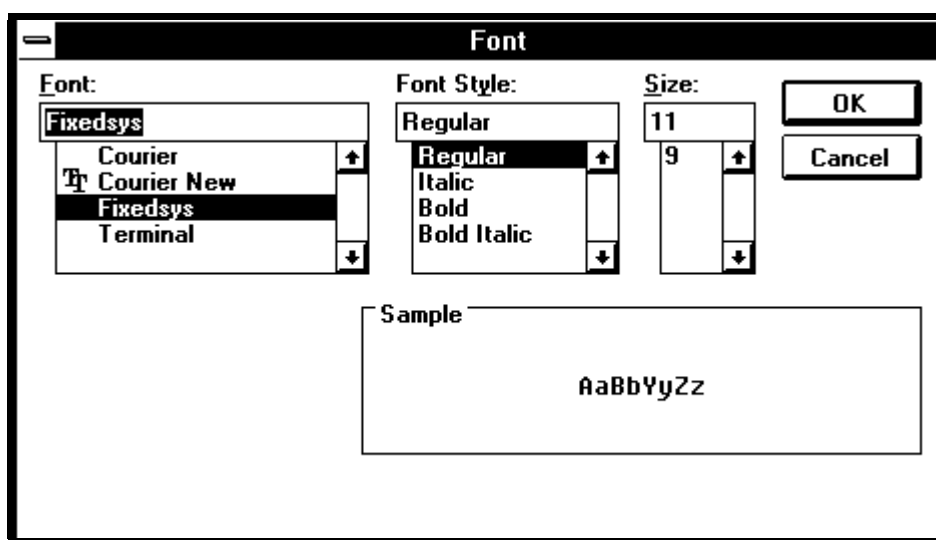 Font
Font: Font Style: Size:
Fixedsys Regular 11 OK
Courier Regular 9 Cancel
Courier New Italic
Fixedsys Bold
Terminal Bold Italic
Sample
AaBbYyZz